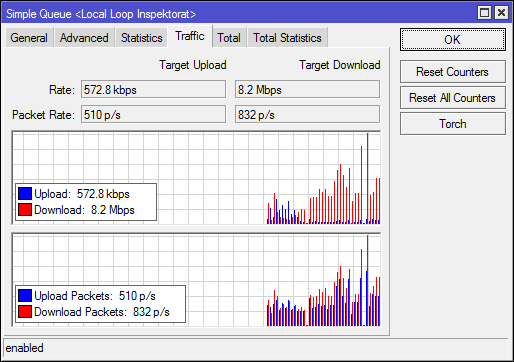 Simple Queue <Local Loop Inspektorat>
General Advanced Statistics Traffic Total Total Statistics
OK
Target Upload Target Download
Rate: 572.8 kbps 8.2 Mbps
Reset Counters
Packet Rate: 510 p/s 832 p/s
Reset All Counters
Torch
Upload: 572.8 kbps
Download: 8.2 Mbps
Upload Packets: 510 p/s
Download Packets: 832 p/s
enabled